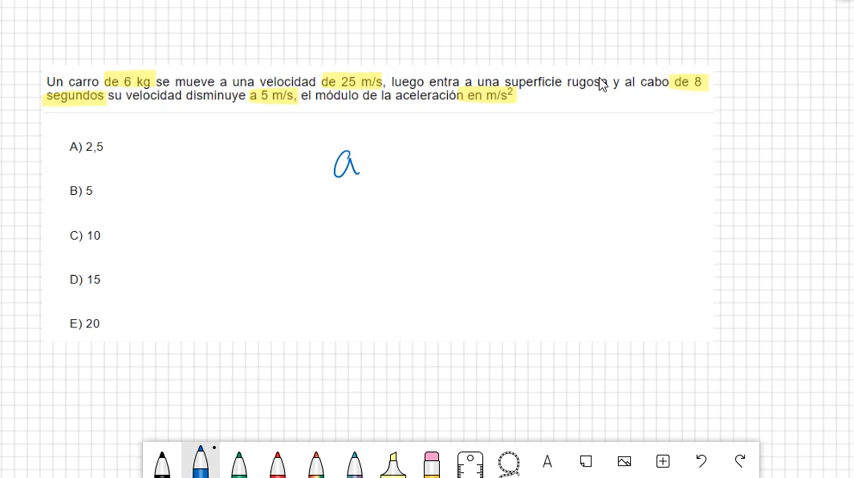 Un carro de 6 kg se mueve a una velocidad de 25 m/s, luego entra a una superficie rugosa y al cabo de 8
segundos su velocidad disminuye a 5 m/s, el módulo de la aceleración en m/s²
a
A) 2,5
B) 5
C) 10
D) 15
E) 20
A